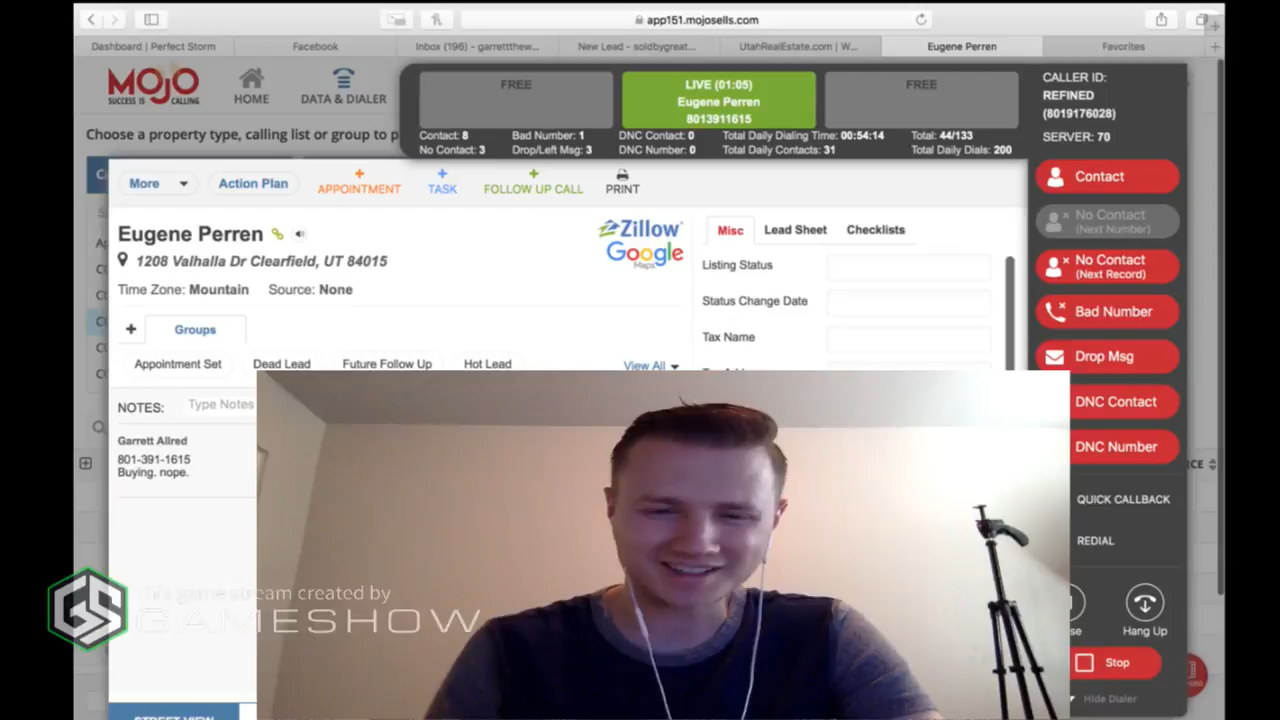 app151.mojosells.com
Dashboard | Perfect Storm
Facebook
Inbox (196) - garrettthew...
New Lead - soldbygreat...
UtahRealEstate.com | W...
Eugene Perren
Favorites
MOJO
SUCCESS IS CALLING
HOME
DATA & DIALER
FREE
LIVE (01:05)
Eugene Perren
8013911615
FREE
CALLER ID:
REFINED
(8019176028)
SERVER: 70
Contact: 8
Bad Number: 1
DNC Contact: 0
Total Daily Dialing Time: 00:54:14
Total: 44/133
No Contact: 3
Drop/Left Msg: 3
DNC Number: 0
Total Daily Contacts: 31
Total Daily Dials: 200
Choose a property type, calling list or group to p
More
Action Plan
APPOINTMENT
TASK
FOLLOW UP CALL
PRINT
Contact
No Contact
(Next Number)
No Contact
(Next Record)
Bad Number
Drop Msg
DNC Contact
DNC Number
QUICK CALLBACK
REDIAL
Hang Up
Stop
Hide Dialer
Eugene Perren
1208 Valhalla Dr Clearfield, UT 84015
Time Zone: Mountain
Source: None
Zillow
Google
Maps
Misc
Lead Sheet
Checklists
Listing Status
Status Change Date
Tax Name
Groups
Appointment Set
Dead Lead
Future Follow Up
Hot Lead
View All
NOTES:
Type Notes
Garrett Allred
801-391-1615
Buying. nope.
This game stream created by
GAMESHOW
GS
STREET VIEW